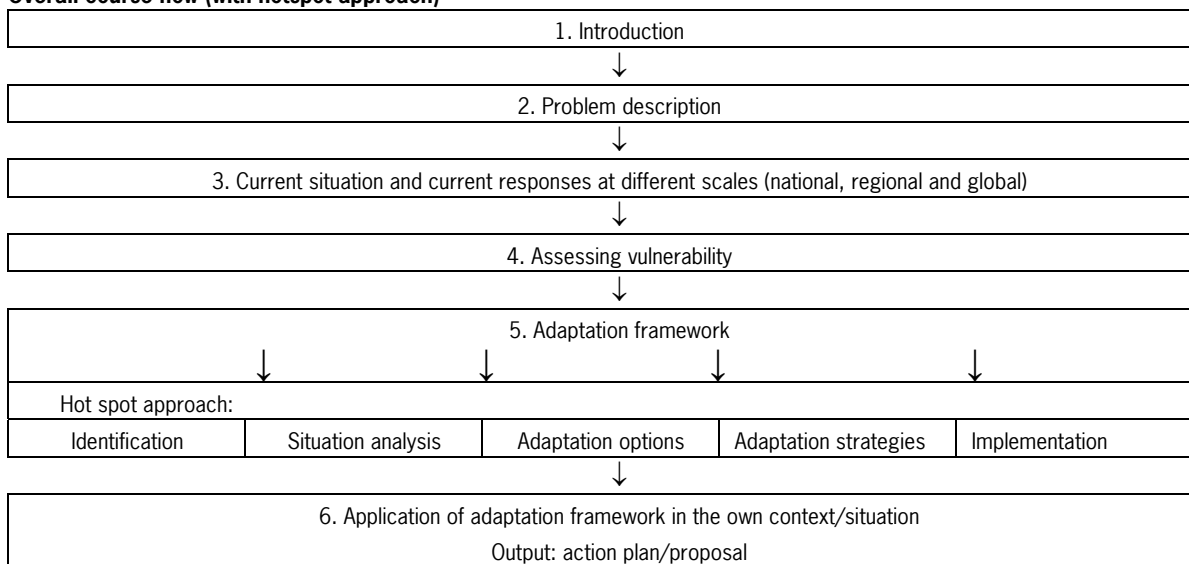 Overall course flow (with hotspot approach)
1. Introduction
↓
2. Problem description
↓
3. Current situation and current responses at different scales (national, regional and global)
↓
4. Assessing vulnerability
↓
5. Adaptation framework
↓ ↓ ↓ ↓
Hot spot approach:
Identification Situation analysis Adaptation options Adaptation strategies Implementation
↓
6. Application of adaptation framework in the own context/situation
Output: action plan/proposal